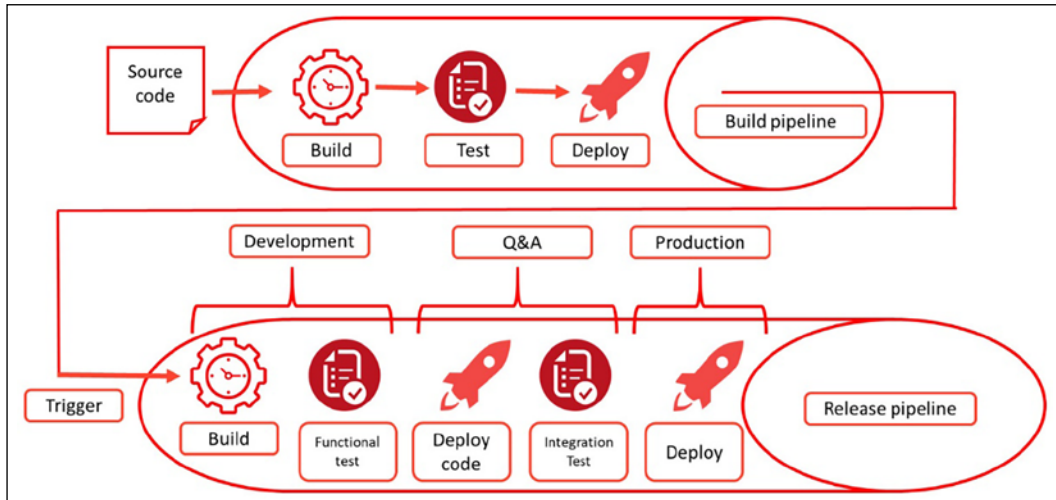 Source
code
Build
Test
Deploy
Build pipeline
Development
Q&A
Production
Trigger
Build
Functional
test
Deploy
code
Integration
Test
Deploy
Release pipeline